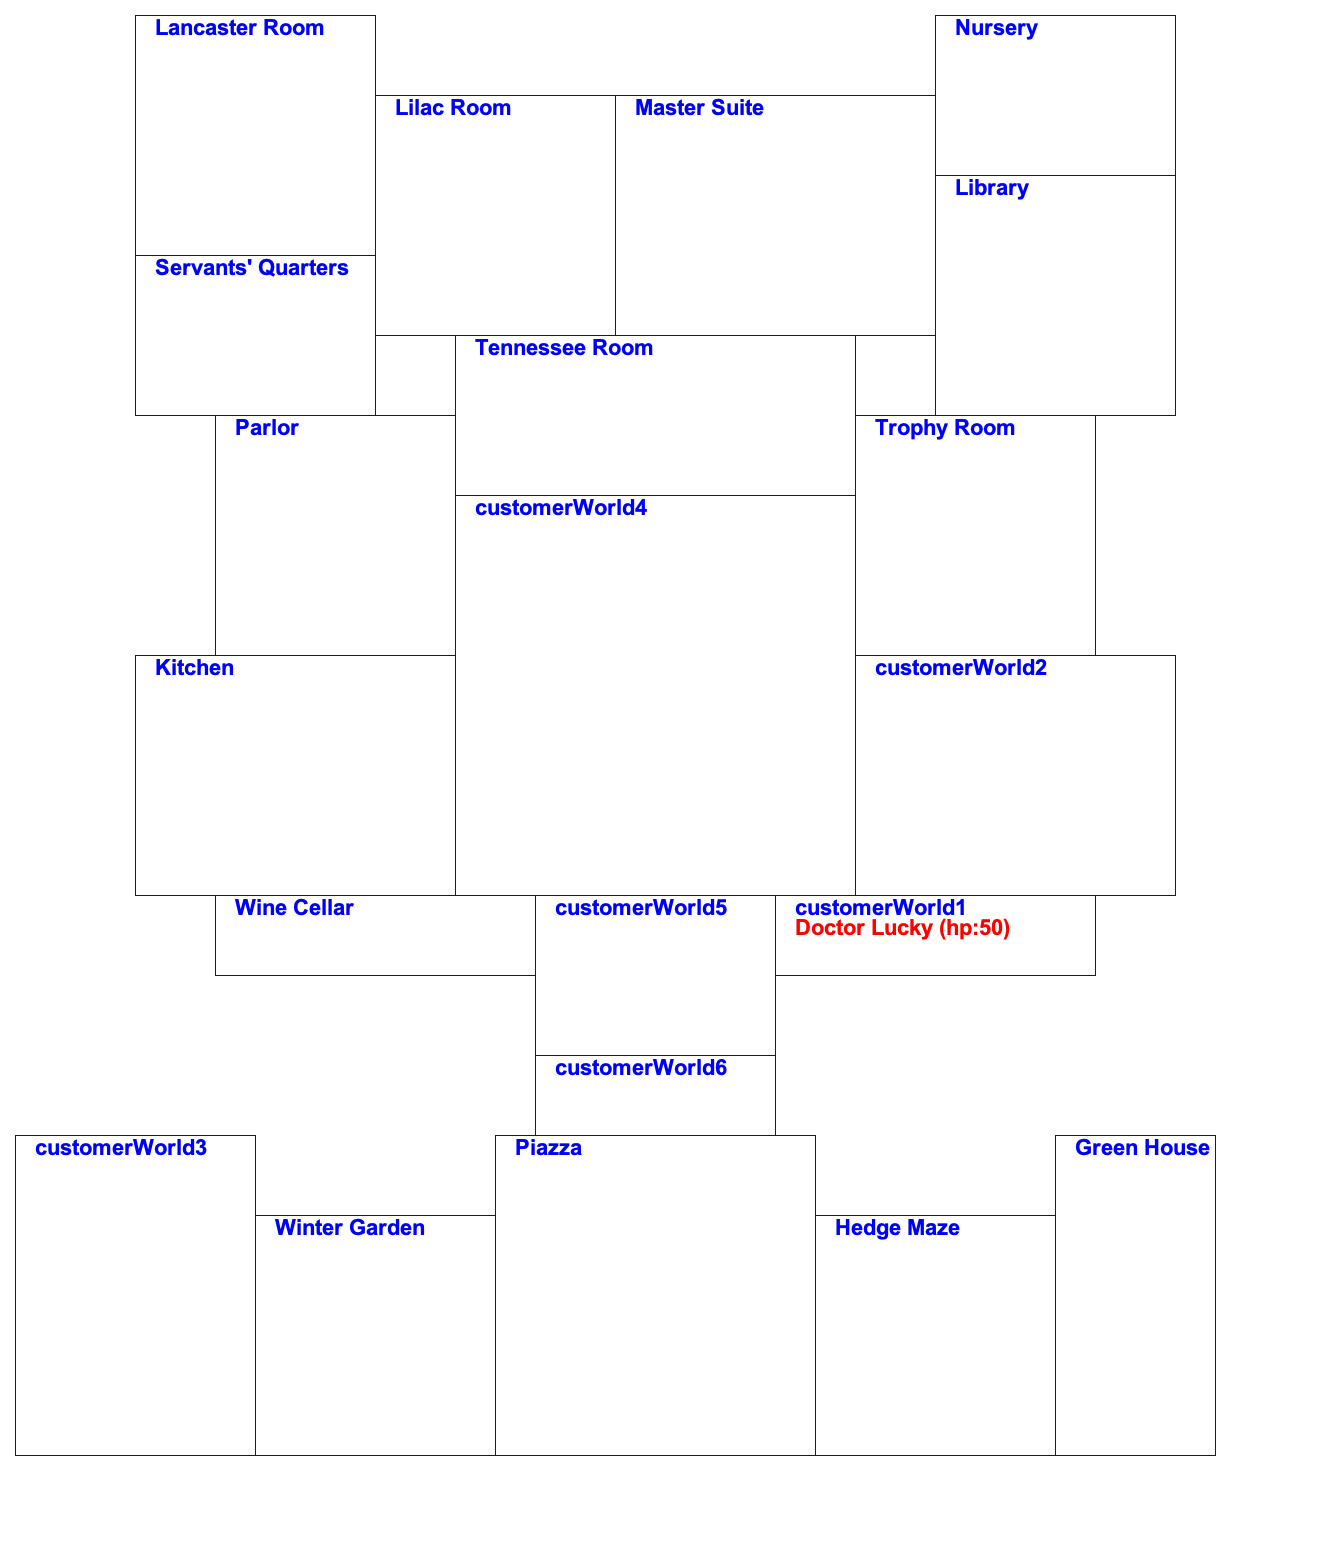 Lancaster Room
Nursery
Lilac Room
Master Suite
Library
Servants' Quarters
Tennessee Room
Parlor
Trophy Room
customerWorld4
Kitchen
customerWorld2
Wine Cellar
customerWorld5
customerWorld1
Doctor Lucky (hp:50)
customerWorld6
customerWorld3
Piazza
Green House
Winter Garden
Hedge Maze